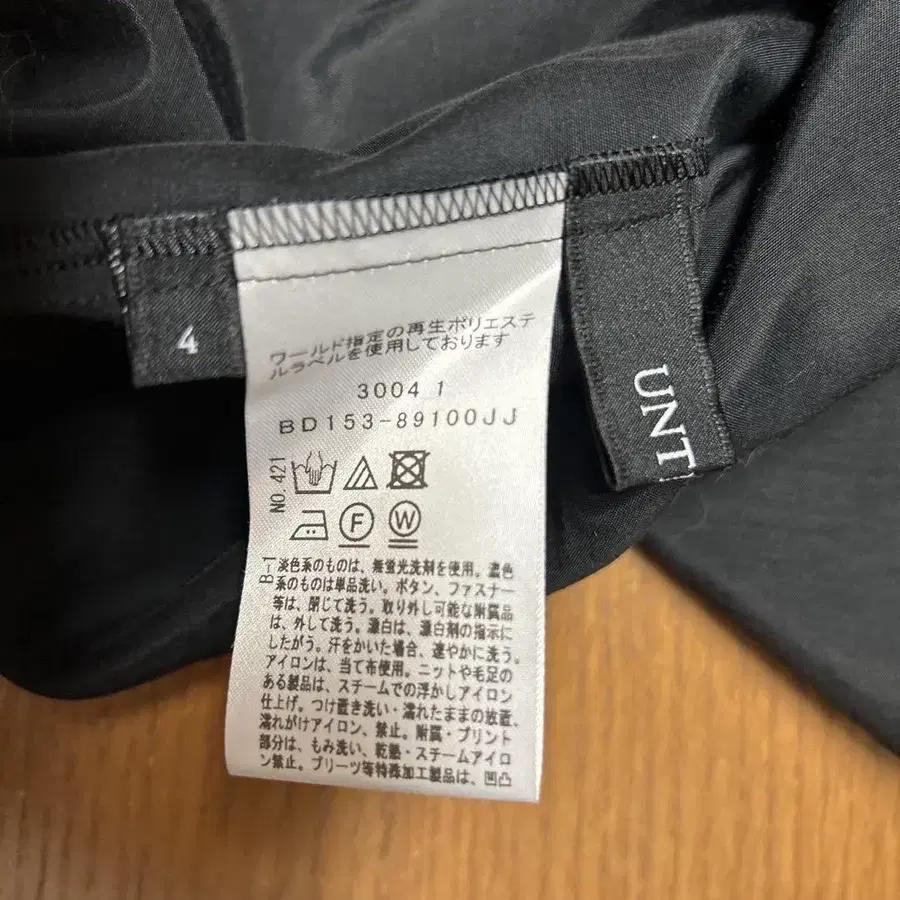 4
ワールド指定の再生ポリエステ
ルラベルを使用しております
3004 1
BD153-89100JJ
NO.421
F
W
B-1
淡色系のものは、無蛍光洗剤を使用。濃色
系のものは単品洗い。ボタン、ファスナー
等は、閉じて洗う。取り外し可能な附属品
は、外して洗う。漂白は、漂白剤の指示に
したがう。汗をかいた場合、速やかに洗う。
アイロンは、当て布使用。ニットや毛足の
ある製品は、スチームでの浮かしアイロン
仕上げ。つけ置き洗い・濡れたままの放置、
濡れがけアイロン、禁止。附属・プリント
部分は、もみ洗い、乾熱・スチームアイロ
ン禁止。プリーツ等特殊加工製品は、凹凸
UNT